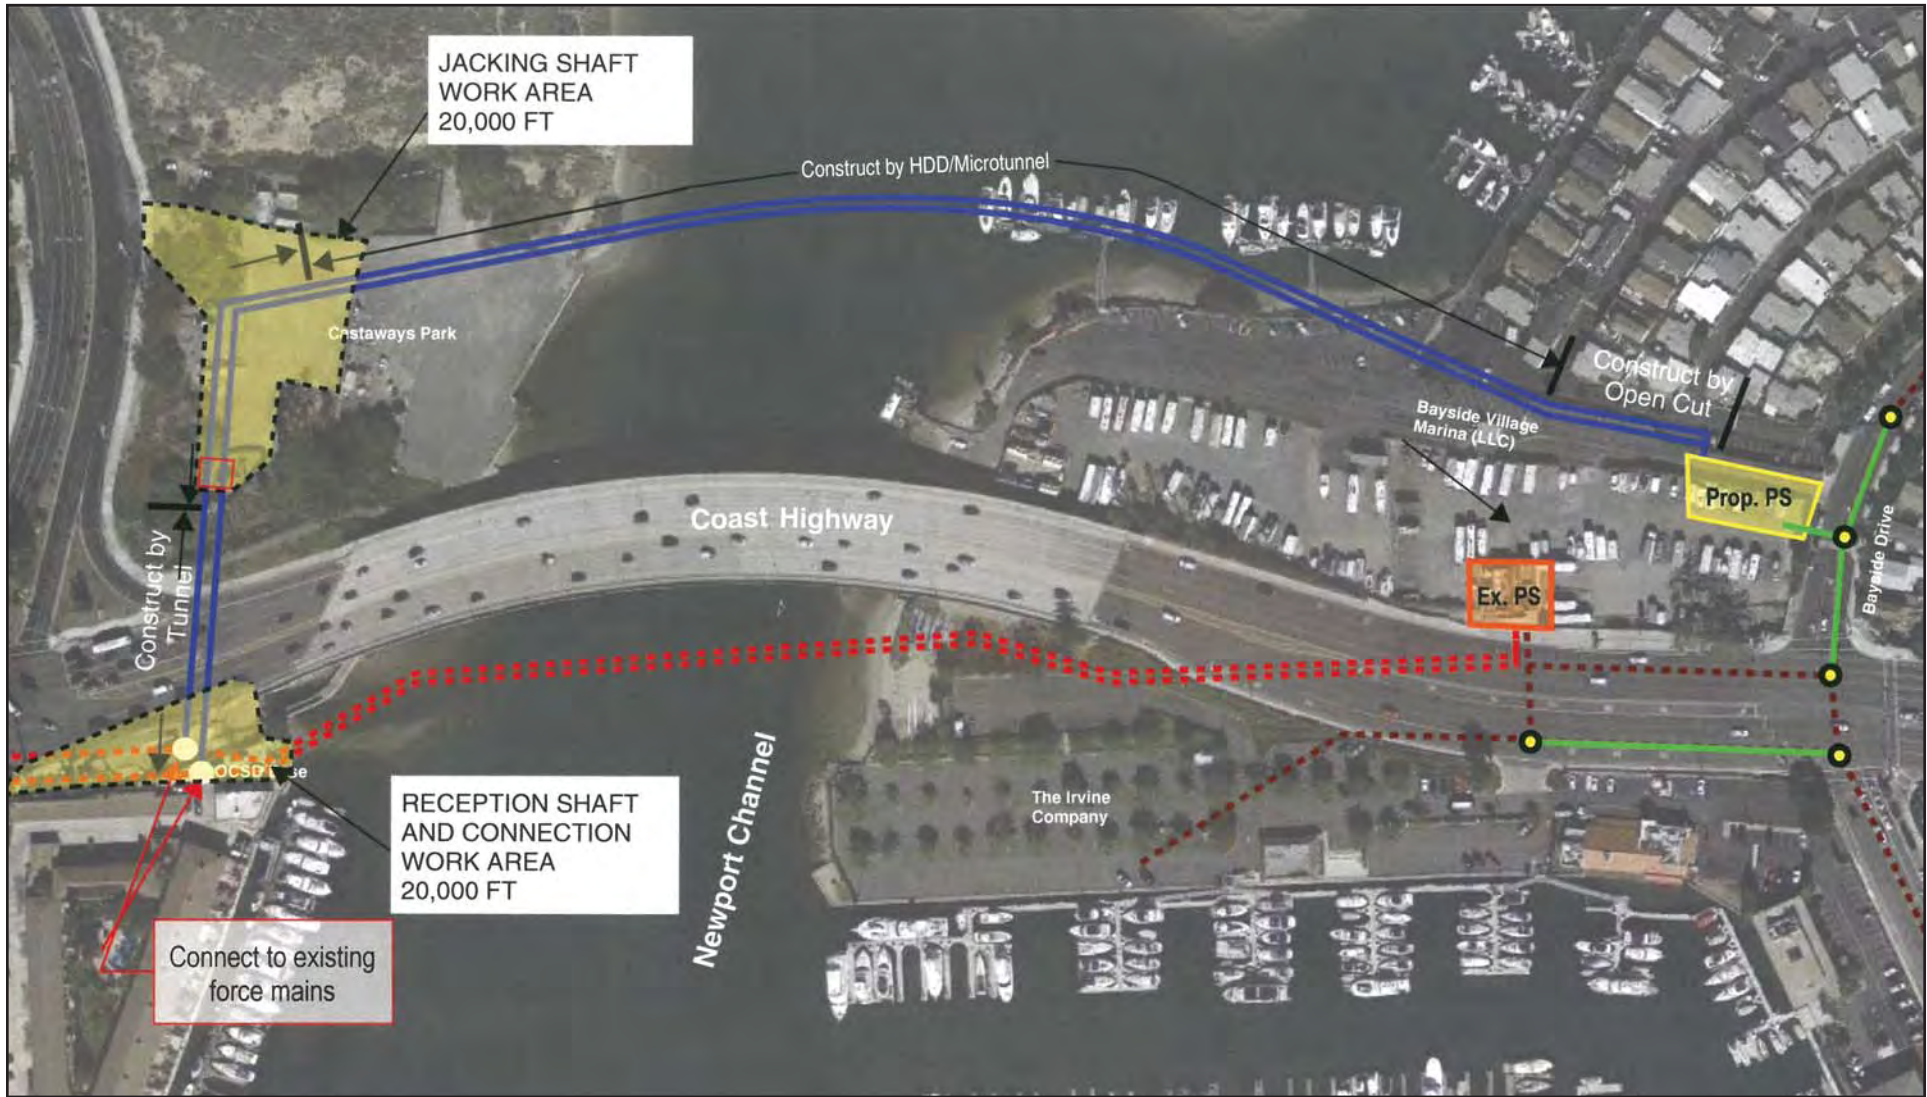 JACKING SHAFT
WORK AREA
20,000 FT
Construct by HDD/Microtunnel
Castaways Park
Construct by
Open Cut
Bayside Village
Marina (LLC)
Prop. PS
Coast Highway
Bayside Drive
Construct by
Tunnel
Ex. PS
OCSD
RECEPTION SHAFT
AND CONNECTION
WORK AREA
20,000 FT
The Irvine
Company
Newport Channel
Connect to existing
force mains